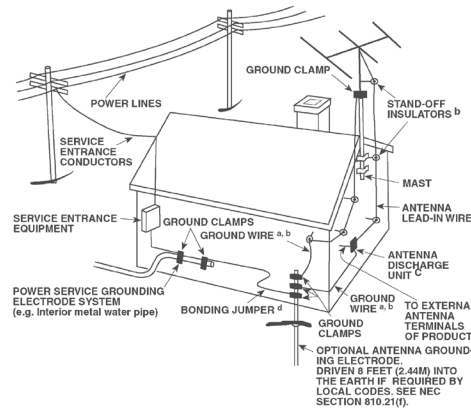 GROUND CLAMP
POWER LINES
STAND-OFF
INSULATORS b
SERVICE
ENTRANCE
CONDUCTORS
MAST
ANTENNA
LEAD-IN WIRE
SERVICE ENTRANCE
EQUIPMENT
GROUND CLAMPS
GROUND WIRE a, b
ANTENNA
DISCHARGE
UNIT C
POWER SERVICE GROUNDING
ELECTRODE SYSTEM
(e.g. Interior metal water pipe)
BONDING JUMPER d
GROUND
WIRE a, b
GROUND
CLAMPS
TO EXTERNA
ANTENNA
TERMINALS
OF PRODUCT
OPTIONAL ANTENNA GROUND-
ING ELECTRODE.
DRIVEN 8 FEET (2.44M) INTO
THE EARTH IF REQUIRED BY
LOCAL CODES. SEE NEC
SECTION 810.21(f).